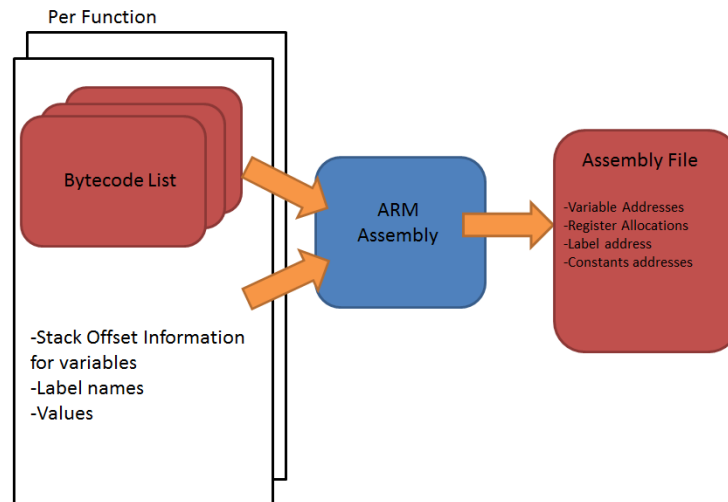 Per Function
Bytecode List
-Stack Offset Information
for variables
-Label names
-Values
ARM
Assembly
Assembly File
-Variable Addresses
-Register Allocations
-Label address
-Constants addresses